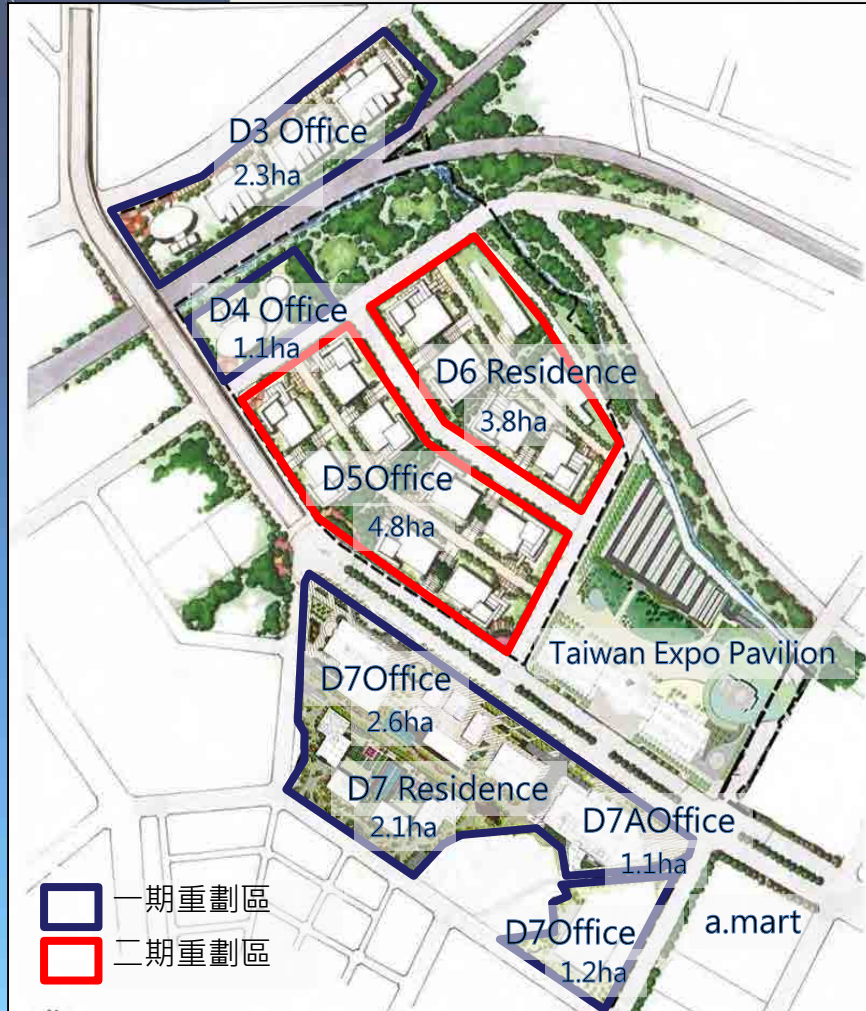 D3 Office
2.3ha
D4 Office
1.1ha
D6 Residence
3.8ha
D5Office
4.8ha
Taiwan Expo Pavilion
D7Office
2.6ha
D7 Residence
2.1ha
D7AOffice
1.1ha
D7Office
1.2ha
a.mart
一期重劃區
二期重劃區